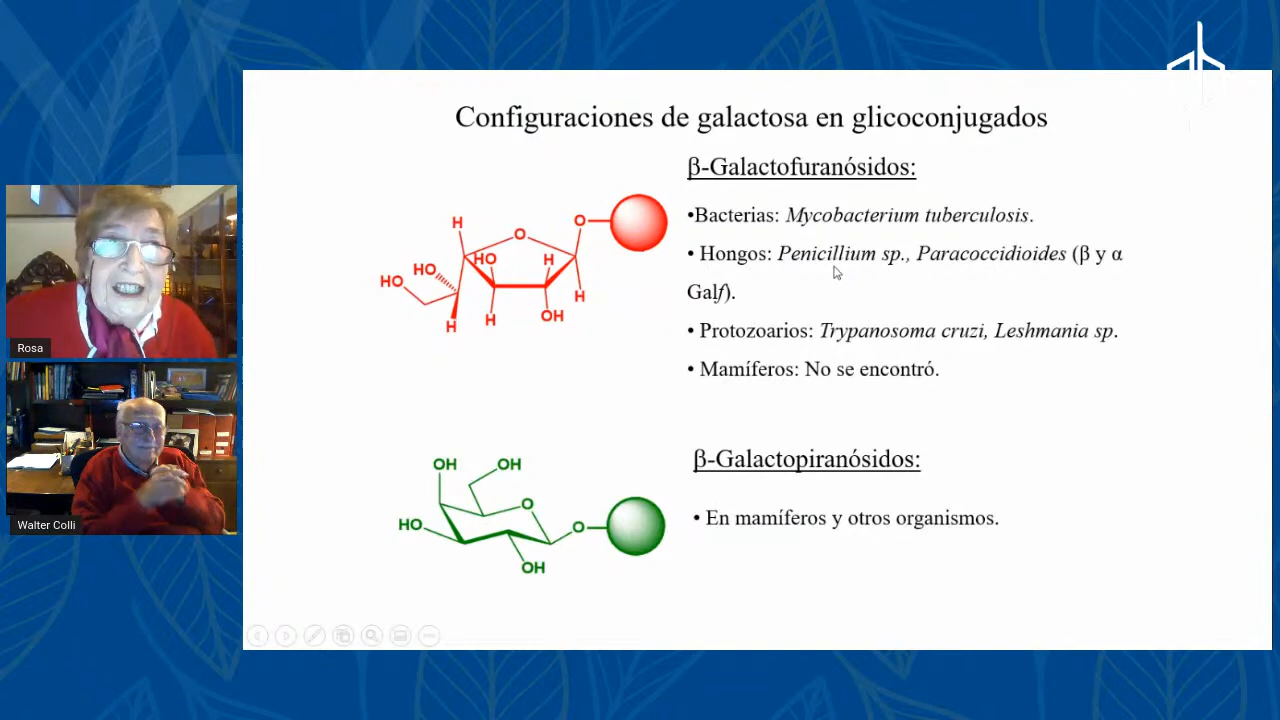 Configuraciones de galactosa en glicoconjugados
β-Galactofuranósidos:
•Bacterias: Mycobacterium tuberculosis.
• Hongos: Penicillium sp., Paracoccidioides (β y α
Galf).
• Protozoarios: Trypanosoma cruzi, Leshmania sp.
• Mamíferos: No se encontró.
H
O
O
HO
H
HO
HO
H
H
H
OH
Rosa
β-Galactopiranósidos:
• En mamíferos y otros organismos.
OH
OH
O
HO
O
OH
Walter Colli